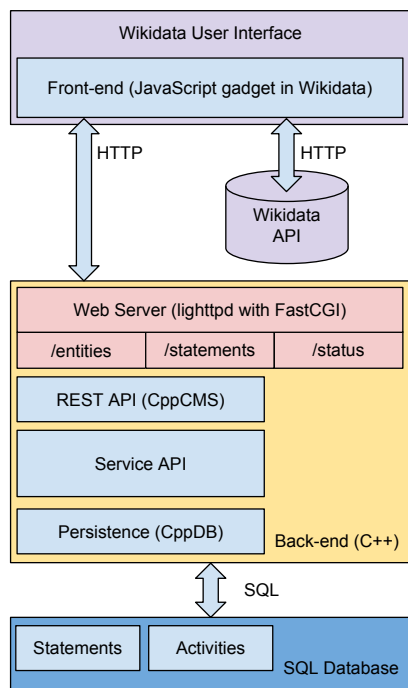 Wikidata User Interface
Front-end (JavaScript gadget in Wikidata)
HTTP
HTTP
Wikidata
API
Web Server (lighttpd with FastCGI)
/entities
/statements
/status
REST API (CppCMS)
Service API
Persistence (CppDB)
Back-end (C++)
SQL
Statements
Activities
SQL Database